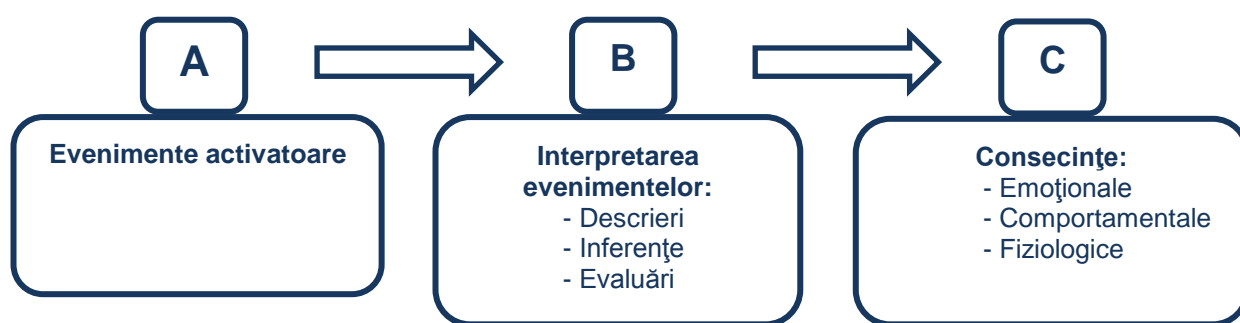 A
B
C
Evenimente activatoare
Interpretarea
evenimentelor:
- Descrieri
- Inferenţe
- Evaluări
Consecinţe:
- Emoţionale
- Comportamentale
- Fiziologice